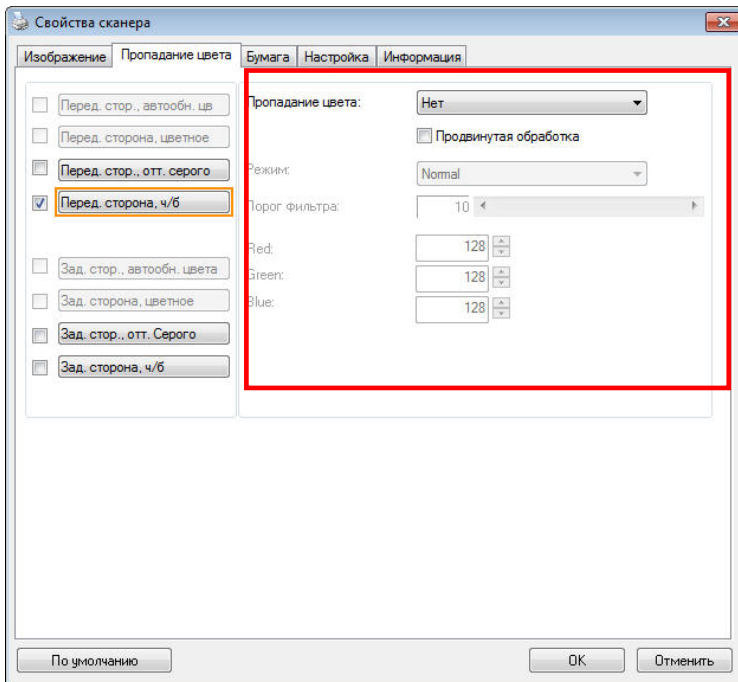 Свойства сканера
Изображение Пропадание цвета Бумага Настройка Информация
Перед. стор., автообн. цв
Перед. сторона, цветное
Перед. стор., отт. серого
Перед. сторона, ч/б
Зад. стор., автообн. цвета
Зад. сторона, цветное
Зад. стор., отт. Серого
Зад. сторона, ч/б
Пропадание цвета: Нет
Продвинутая обработка
Режим: Normal
Порог фильтра: 10
Red: 128
Green: 128
Blue: 128
По умолчанию OK Отменить